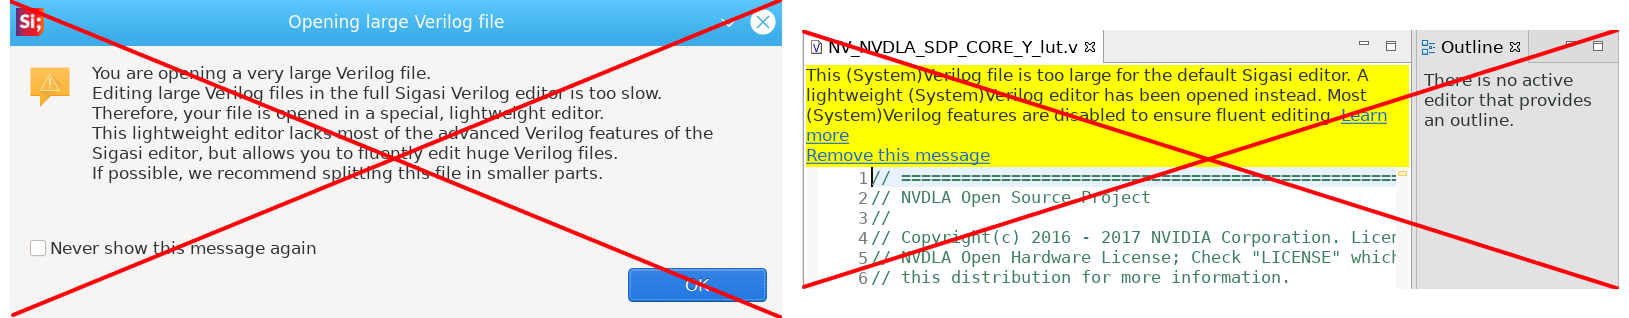 Si;
Opening large Verilog file
You are opening a very large Verilog file.
Editing large Verilog files in the full Sigasi Verilog editor is too slow.
Therefore, your file is opened in a special, lightweight editor.
This lightweight editor lacks most of the advanced Verilog features of the
Sigasi editor, but allows you to fluently edit huge Verilog files.
If possible, we recommend splitting this file in smaller parts.
Never show this message again
OK
NV_NVDLA_SDP_CORE_Y_lut.v
This (System)Verilog file is too large for the default Sigasi editor. A
lightweight (System)Verilog editor has been opened instead. Most
(System)Verilog features are disabled to ensure fluent editing. Learn
more
Remove this message
1 // ==================================================
2 // NVDLA Open Source Project
3 //
4 // Copyright(c) 2016 - 2017 NVIDIA Corporation. Licen
5 // NVDLA Open Hardware License; Check "LICENSE" which
6 // this distribution for more information.
Outline
There is no active
editor that provides
an outline.